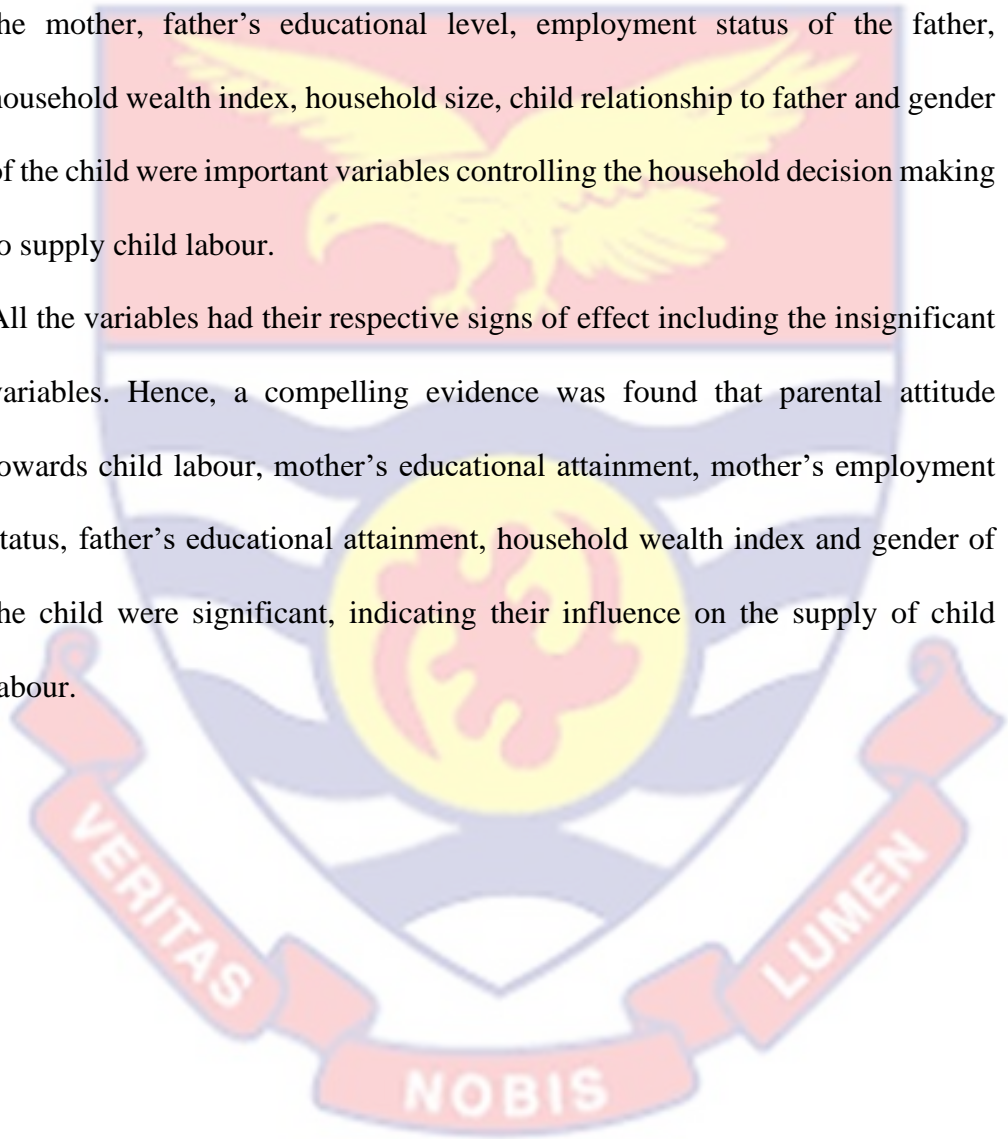 the mother, father’s educational level, employment status of the father,
household wealth index, household size, child relationship to father and gender
of the child were important variables controlling the household decision making
to supply child labour.
All the variables had their respective signs of effect including the insignificant
variables. Hence, a compelling evidence was found that parental attitude
towards child labour, mother’s educational attainment, mother’s employment
status, father’s educational attainment, household wealth index and gender of
the child were significant, indicating their influence on the supply of child
labour.
VERITAS
NOBIS
LUMEN